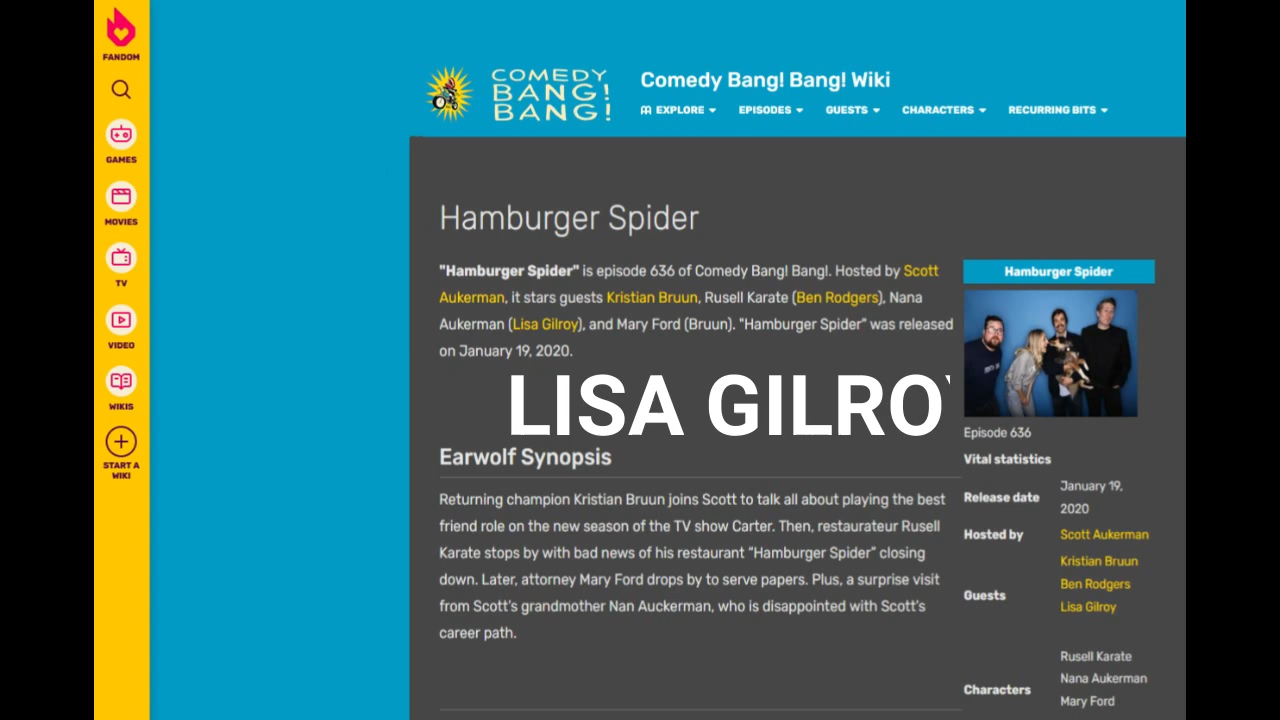 FANDOM
GAMES
MOVIES
TV
VIDEO
WIKIS
START A
WIKI
COMEDY
BANG!
BANG!
Comedy Bang! Bang! Wiki
EXPLORE
EPISODES
GUESTS
CHARACTERS
RECURRING BITS
Hamburger Spider
"Hamburger Spider" is episode 636 of Comedy Bang! Bang!. Hosted by Scott
Aukerman, it stars guests Kristian Bruun, Rusell Karate (Ben Rodgers), Nana
Aukerman (Lisa Gilroy), and Mary Ford (Bruun). "Hamburger Spider" was released
on January 19, 2020.
LISA GILROY
Earwolf Synopsis
Returning champion Kristian Bruun joins Scott to talk all about playing the best
friend role on the new season of the TV show Carter. Then, restaurateur Rusell
Karate stops by with bad news of his restaurant "Hamburger Spider" closing
down. Later, attorney Mary Ford drops by to serve papers. Plus, a surprise visit
from Scott's grandmother Nan Auckerman, who is disappointed with Scott's
career path.
Hamburger Spider
Episode 636
Vital statistics
Release date
January 19,
2020
Hosted by
Scott Aukerman
Guests
Kristian Bruun
Ben Rodgers
Lisa Gilroy
Characters
Rusell Karate
Nana Aukerman
Mary Ford